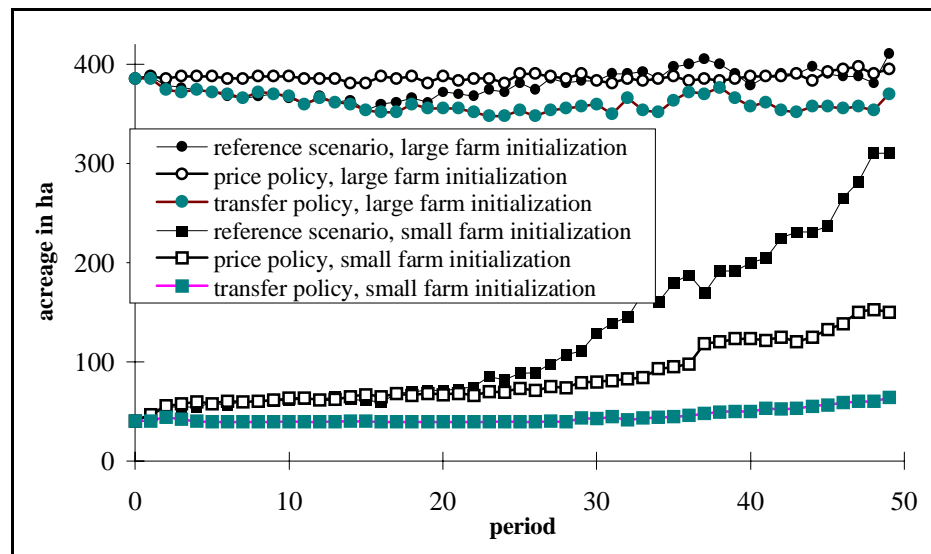 400
300
200
100
0
acreage in ha
reference scenario, large farm initialization
price policy, large farm initialization
transfer policy, large farm initialization
reference scenario, small farm initialization
price policy, small farm initialization
transfer policy, small farm initialization
0 10 20 30 40 50
period